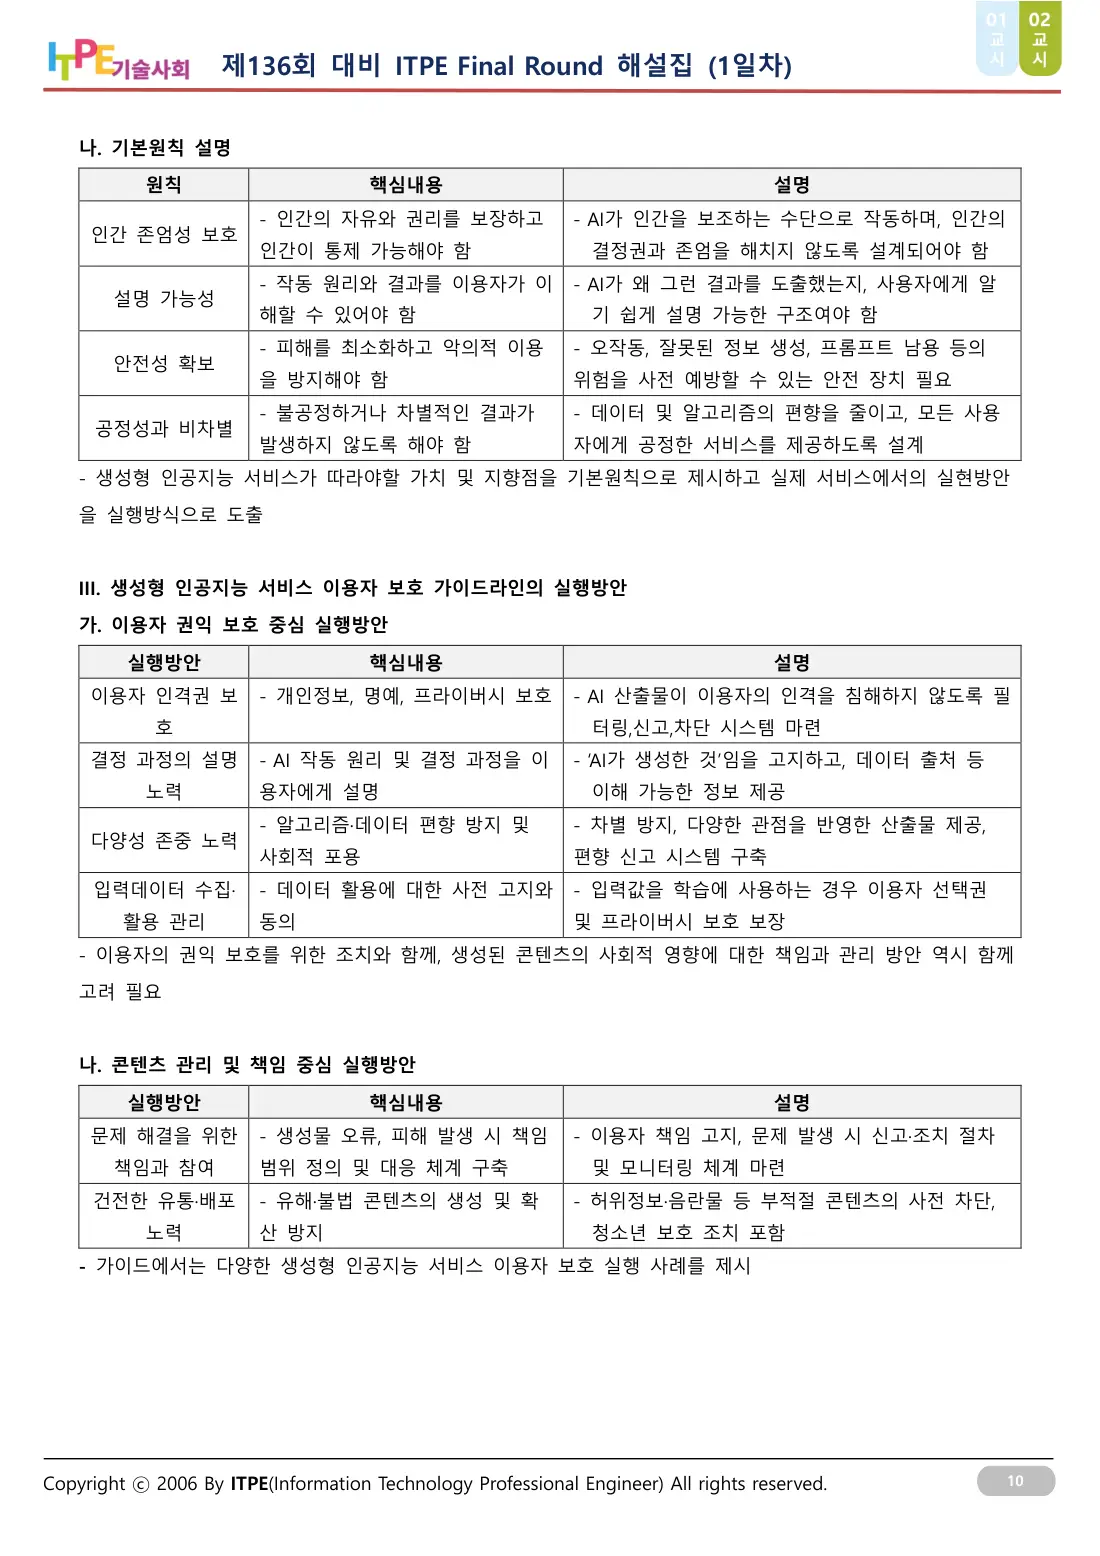 ITPE기술사회 제136회 대비 ITPE Final Round 해설집 (1일차)
01 교시
02 교시
나. 기본원칙 설명
원칙 핵심내용 설명
인간 존엄성 보호
- 인간의 자유와 권리를 보장하고
인간이 통제 가능해야 함
- AI가 인간을 보조하는 수단으로 작동하며, 인간의
결정권과 존엄을 해치지 않도록 설계되어야 함
설명 가능성
- 작동 원리와 결과를 이용자가 이
해할 수 있어야 함
- AI가 왜 그런 결과를 도출했는지, 사용자에게 알
기 쉽게 설명 가능한 구조여야 함
안전성 확보
- 피해를 최소화하고 악의적 이용
을 방지해야 함
- 오작동, 잘못된 정보 생성, 프롬프트 남용 등의
위험을 사전 예방할 수 있는 안전 장치 필요
공정성과 비차별
- 불공정하거나 차별적인 결과가
발생하지 않도록 해야 함
- 데이터 및 알고리즘의 편향을 줄이고, 모든 사용
자에게 공정한 서비스를 제공하도록 설계
- 생성형 인공지능 서비스가 따라야할 가치 및 지향점을 기본원칙으로 제시하고 실제 서비스에서의 실현방안
을 실행방식으로 도출
III. 생성형 인공지능 서비스 이용자 보호 가이드라인의 실행방안
가. 이용자 권익 보호 중심 실행방안
실행방안 핵심내용 설명
이용자 인격권 보
호
- 개인정보, 명예, 프라이버시 보호
- AI 산출물이 이용자의 인격을 침해하지 않도록 필
터링,신고,차단 시스템 마련
결정 과정의 설명
노력
- AI 작동 원리 및 결정 과정을 이
용자에게 설명
- ‘AI가 생성한 것’임을 고지하고, 데이터 출처 등
이해 가능한 정보 제공
다양성 존중 노력
- 알고리즘·데이터 편향 방지 및
사회적 포용
- 차별 방지, 다양한 관점을 반영한 산출물 제공,
편향 신고 시스템 구축
입력데이터 수집·
활용 관리
- 데이터 활용에 대한 사전 고지와
동의
- 입력값을 학습에 사용하는 경우 이용자 선택권
및 프라이버시 보호 보장
- 이용자의 권익 보호를 위한 조치와 함께, 생성된 콘텐츠의 사회적 영향에 대한 책임과 관리 방안 역시 함께
고려 필요
나. 콘텐츠 관리 및 책임 중심 실행방안
실행방안 핵심내용 설명
문제 해결을 위한
책임과 참여
- 생성물 오류, 피해 발생 시 책임
범위 정의 및 대응 체계 구축
- 이용자 책임 고지, 문제 발생 시 신고·조치 절차
및 모니터링 체계 마련
건전한 유통·배포
노력
- 유해·불법 콘텐츠의 생성 및 확
산 방지
- 허위정보·음란물 등 부적절 콘텐츠의 사전 차단,
청소년 보호 조치 포함
- 가이드에서는 다양한 생성형 인공지능 서비스 이용자 보호 실행 사례를 제시
Copyright ⓒ 2006 By ITPE(Information Technology Professional Engineer) All rights reserved.
10